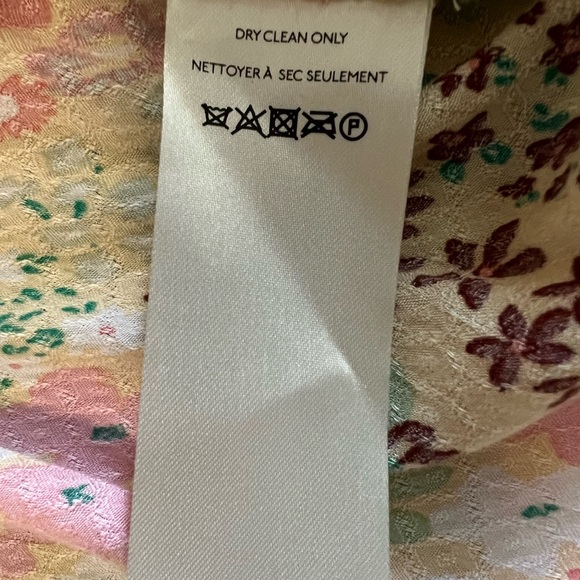 DRY CLEAN ONLY
NETTOYER À SEC SEULEMENT
P